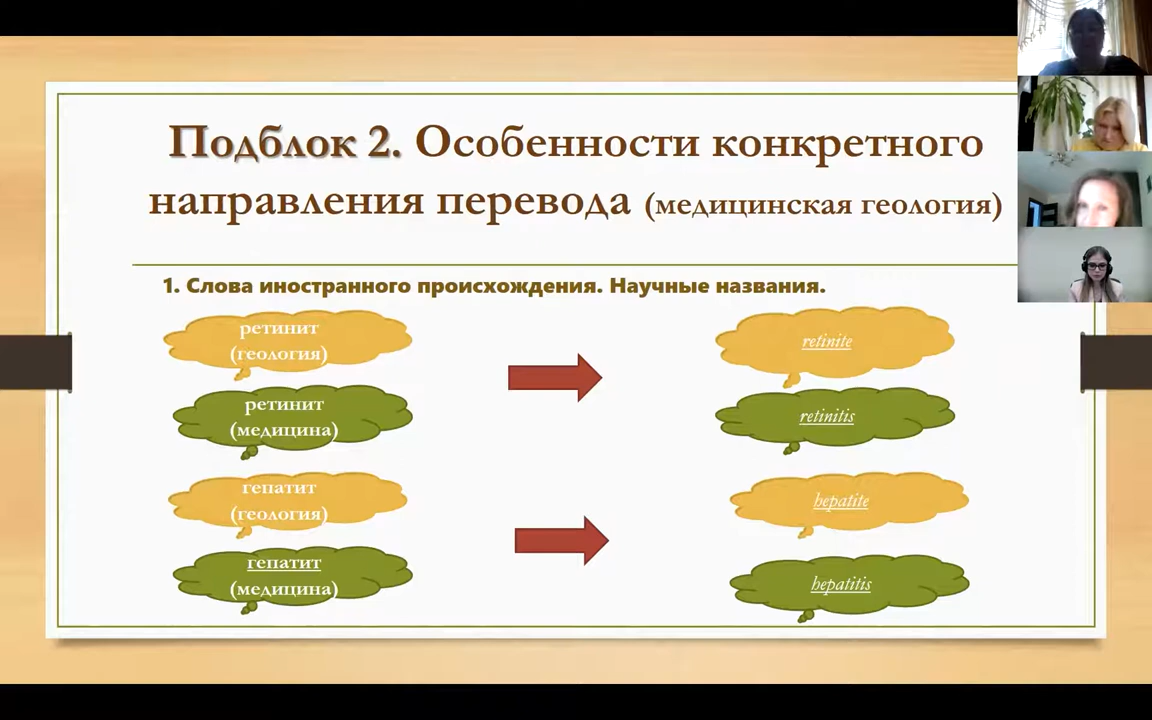 Подблок 2. Особенности конкретного
направления перевода (медицинская геология)
1. Слова иностранного происхождения. Научные названия.
ретинит
(геология)
retinite
ретинит
(медицина)
retinitis
гепатит
(геология)
hepatite
гепатит
(медицина)
hepatitis